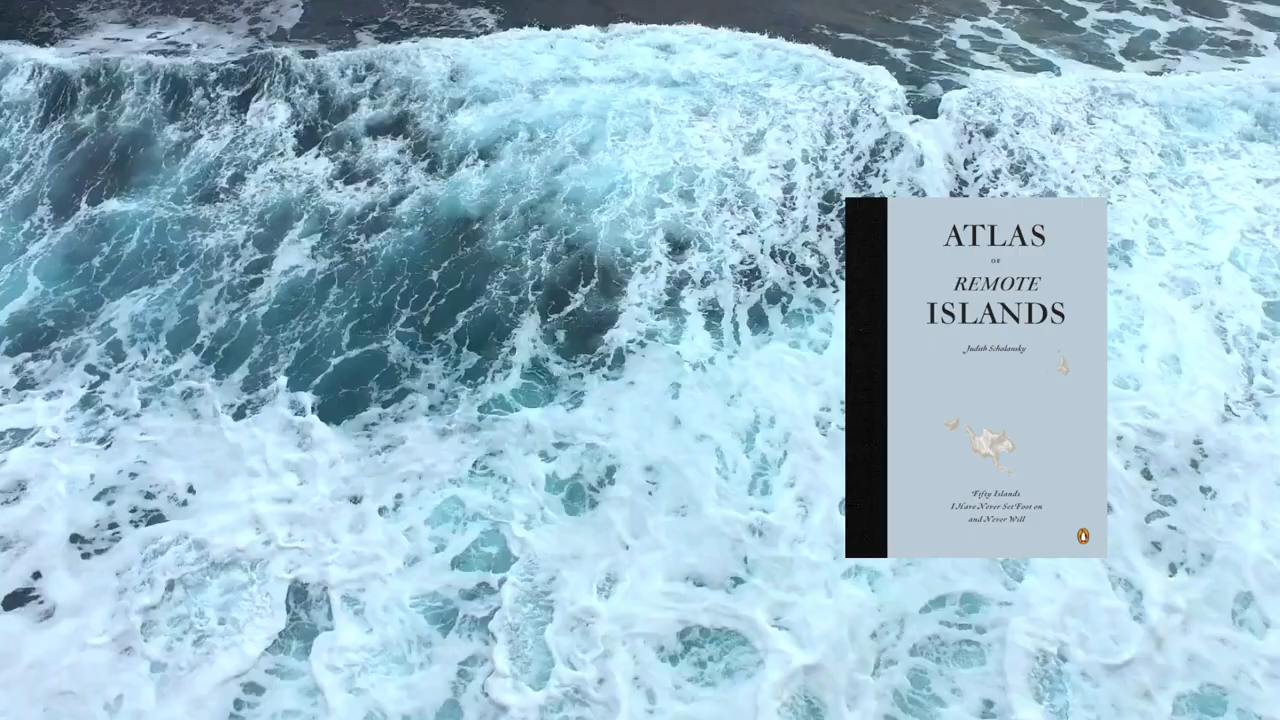 ATLAS
OF
REMOTE
ISLANDS
Judith Schalansky
Fifty Islands
I Have Never Set Foot on
and Never Will